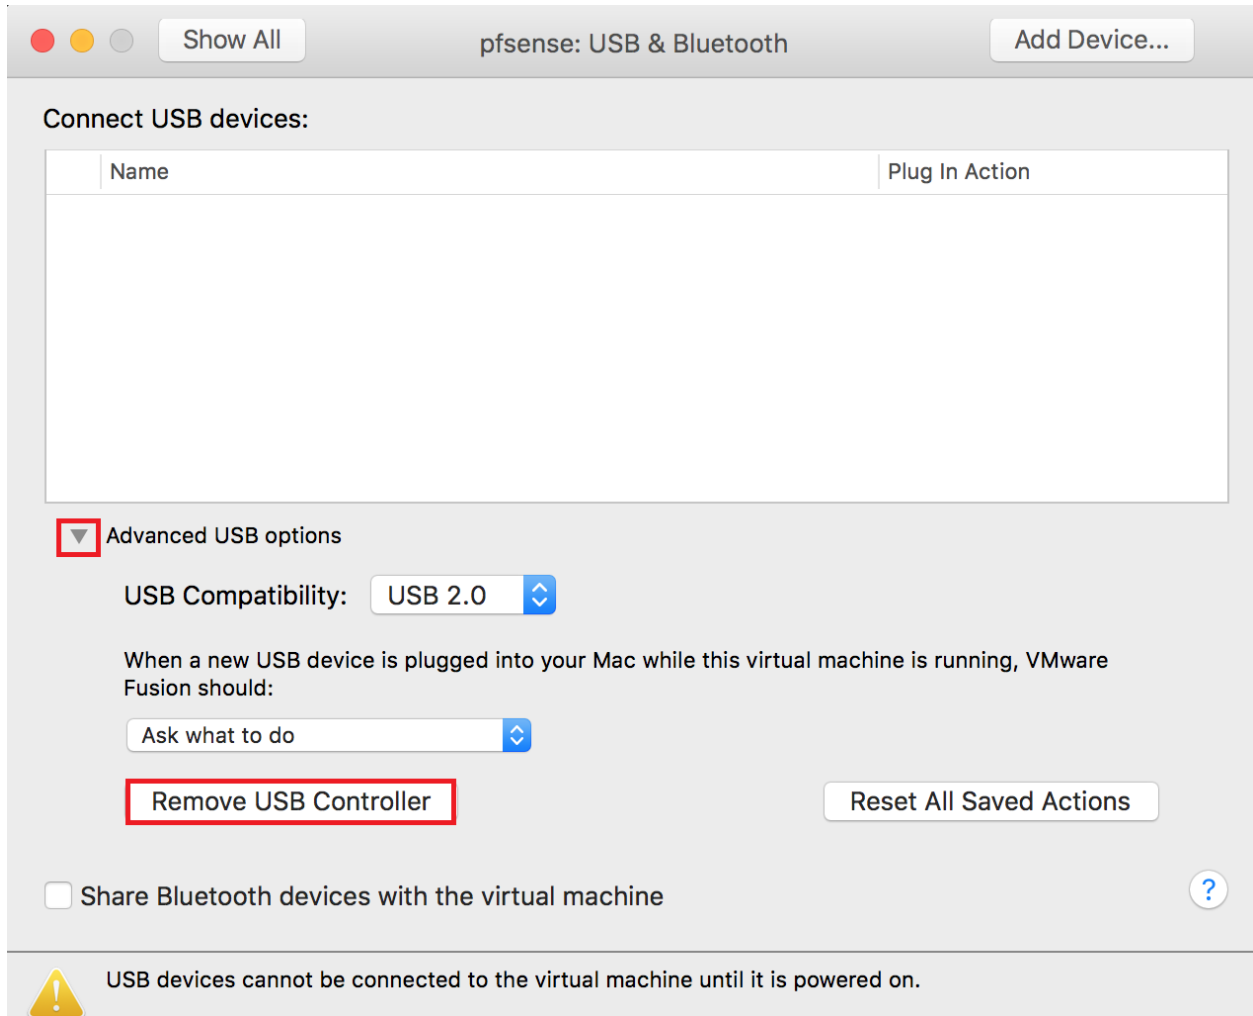 Show All
pfsense: USB & Bluetooth
Add Device...
Connect USB devices:
Name
Plug In Action
Advanced USB options
USB Compatibility:
USB 2.0
When a new USB device is plugged into your Mac while this virtual machine is running, VMware
Fusion should:
Ask what to do
Remove USB Controller
Reset All Saved Actions
Share Bluetooth devices with the virtual machine
?
USB devices cannot be connected to the virtual machine until it is powered on.